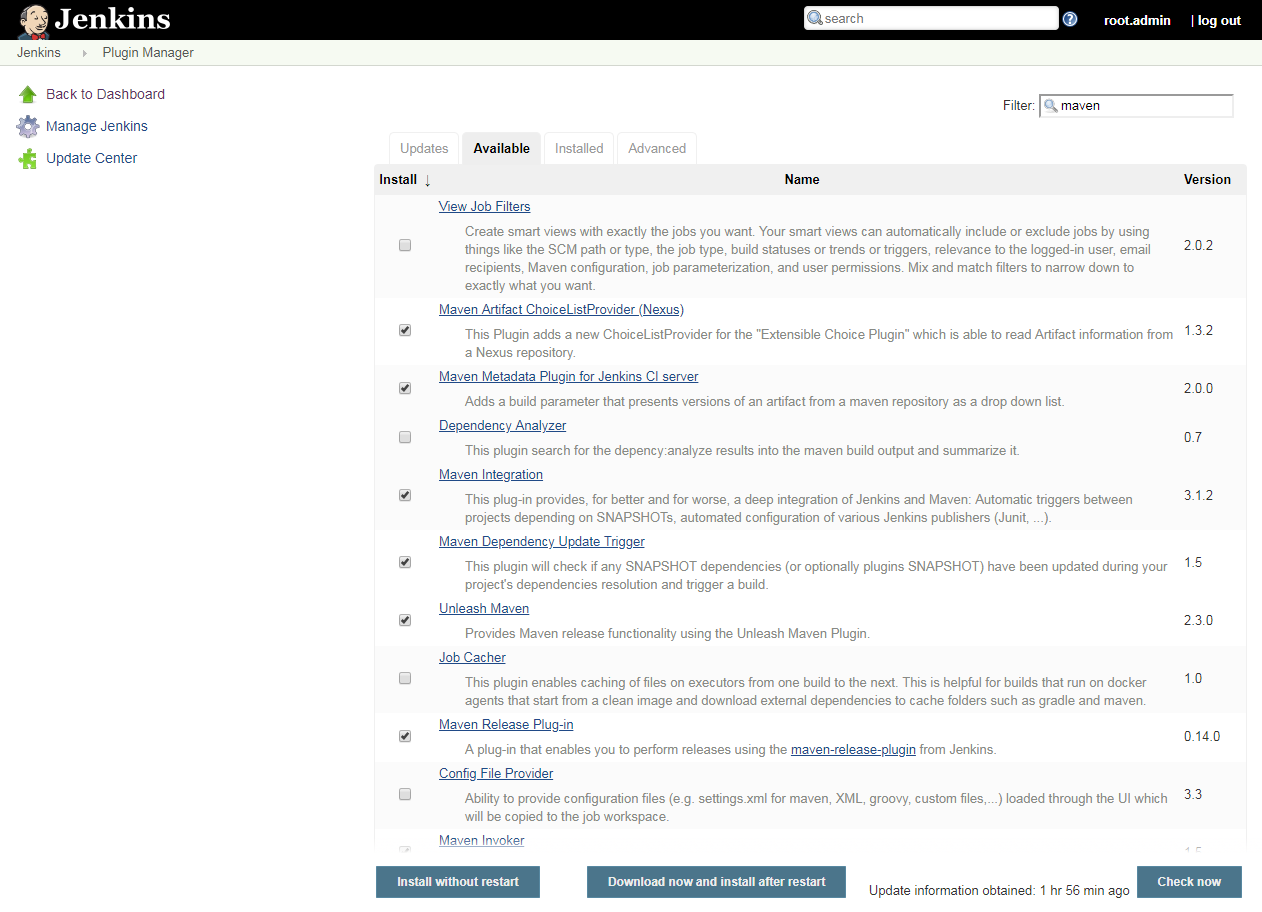 Jenkins
search
root.admin
| log out
Jenkins
Plugin Manager
Back to Dashboard
Manage Jenkins
Update Center
Filter:
maven
Updates
Available
Installed
Advanced
Install ↓
Name
Version
View Job Filters
Create smart views with exactly the jobs you want. Your smart views can automatically include or exclude jobs by using
things like the SCM path or type, the job type, build statuses or trends or triggers, relevance to the logged-in user, email
recipients, Maven configuration, job parameterization, and user permissions. Mix and match filters to narrow down to
exactly what you want.
2.0.2
Maven Artifact ChoiceListProvider (Nexus)
This Plugin adds a new ChoiceListProvider for the "Extensible Choice Plugin" which is able to read Artifact information from
a Nexus repository.
1.3.2
Maven Metadata Plugin for Jenkins CI server
Adds a build parameter that presents versions of an artifact from a maven repository as a drop down list.
2.0.0
Dependency Analyzer
This plugin search for the depency:analyze results into the maven build output and summarize it.
0.7
Maven Integration
This plug-in provides, for better and for worse, a deep integration of Jenkins and Maven: Automatic triggers between
projects depending on SNAPSHOTs, automated configuration of various Jenkins publishers (Junit, ...).
3.1.2
Maven Dependency Update Trigger
This plugin will check if any SNAPSHOT dependencies (or optionally plugins SNAPSHOT) have been updated during your
project's dependencies resolution and trigger a build.
1.5
Unleash Maven
Provides Maven release functionality using the Unleash Maven Plugin.
2.3.0
Job Cacher
This plugin enables caching of files on executors from one build to the next. This is helpful for builds that run on docker
agents that start from a clean image and download external dependencies to cache folders such as gradle and maven.
1.0
Maven Release Plug-in
A plug-in that enables you to perform releases using the maven-release-plugin from Jenkins.
0.14.0
Config File Provider
Ability to provide configuration files (e.g. settings.xml for maven, XML, groovy, custom files,...) loaded through the UI which
will be copied to the job workspace.
3.3
Maven Invoker
Install without restart
Download now and install after restart
Update information obtained: 1 hr 56 min ago
Check now